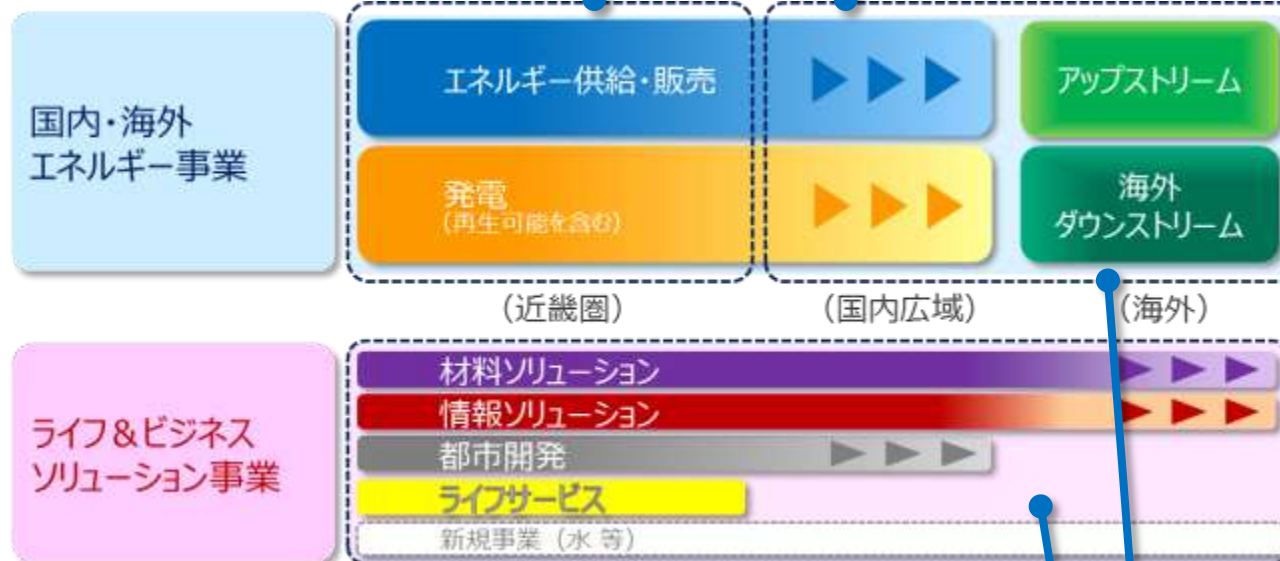 国内・海外
エネルギー事業
エネルギー供給・販売
アップストリーム
発電
(再生可能を含む)
海外
ダウンストリーム
(近畿圏)
(国内広域)
(海外)
ライフ&ビジネス
ソリューション事業
材料ソリューション
情報ソリューション
都市開発
ライフサービス
新規事業 (水 等)